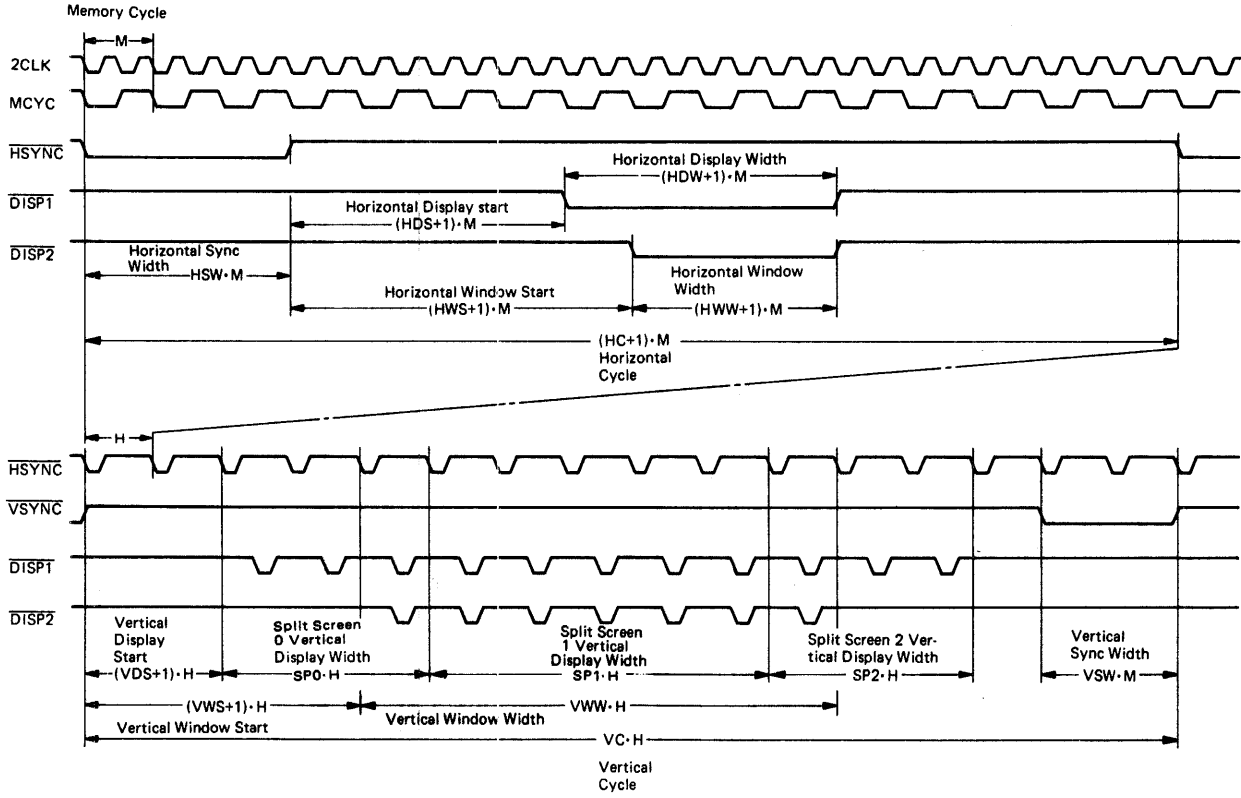 Memory Cycle
M
2CLK
MCYC
HSYNC
Horizontal Display Width
(HDW+1)·M
DISP1
Horizontal Display start
(HDS+1)·M
DISP2
Horizontal Sync
Width
HSW·M
Horizontal Window
Width
Horizontal Window Start
(HWS+1)·M
(HWW+1)·M
(HC+1)·M
Horizontal
Cycle
H
HSYNC
VSYNC
DISP1
DISP2
Vertical
Display
Start
(VDS+1)·H
Split Screen
0 Vertical
Display Width
SP0·H
Split Screen
1 Vertical
Display Width
SP1·H
Split Screen 2 Ver-
tical Display Width
SP2·H
Vertical
Sync Width
VSW·M
(VWS+1)·H
VWW·H
Vertical Window Start
Vertical Window Width
VC·H
Vertical
Cycle